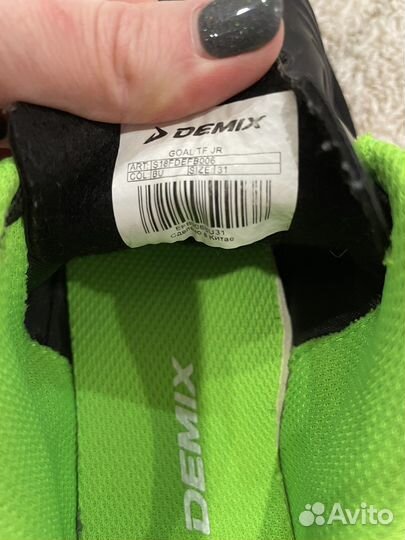 DEMIX
GOAL TF JR
ART. S18FDEFB006
COL BU SIZE 31
Сделано в Китае
DEMIX
Avito